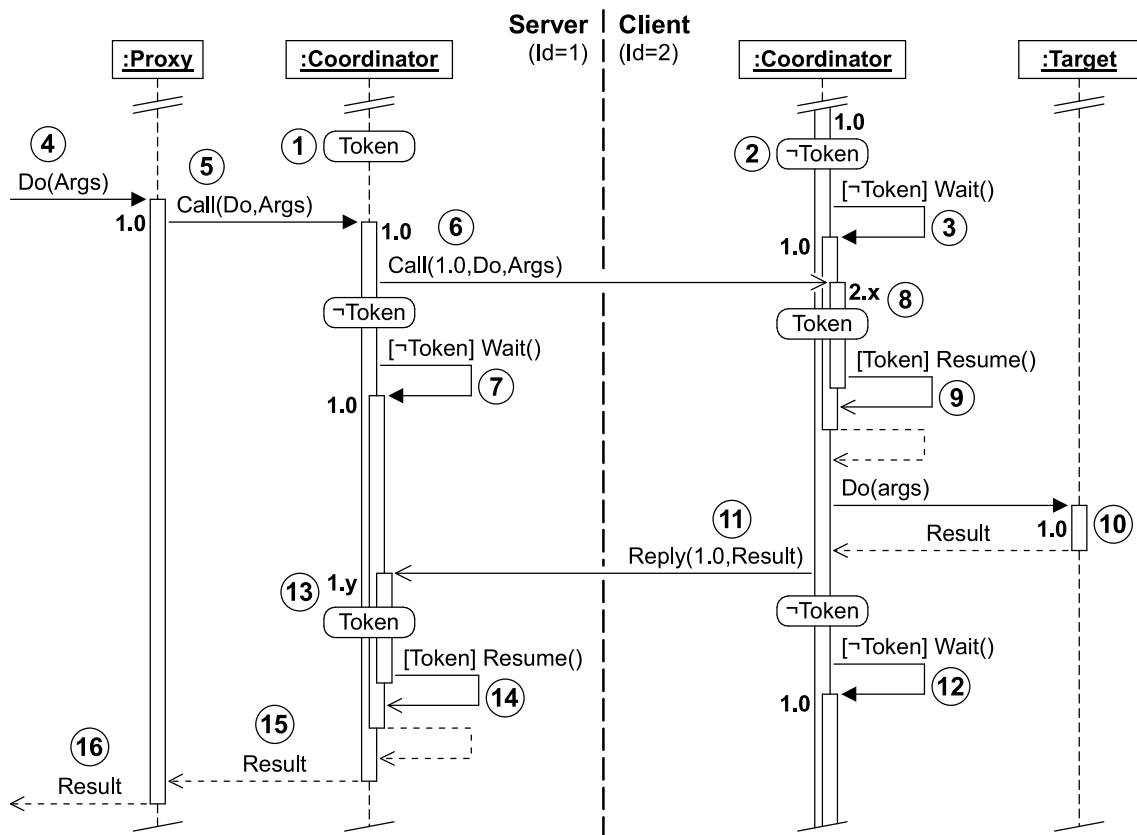 Server
(Id=1)
Client
(Id=2)
:Proxy
:Coordinator
:Coordinator
:Target
1.0
4
Do(Args)
5
1
Token
2
¬Token
1.0
Call(Do,Args)
[¬Token] Wait()
3
1.0
6
1.0
Call(1.0,Do,Args)
2.x
8
¬Token
Token
[¬Token] Wait()
7
1.0
[Token] Resume()
9
Do(args)
1.0
10
Result
11
Reply(1.0,Result)
13
1.y
Token
¬Token
[Token] Resume()
14
[¬Token] Wait()
12
1.0
15
Result
16
Result